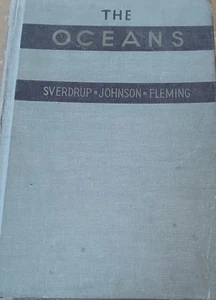 THE
OCEANS
SVERDRUP • JOHNSON • FLEMING